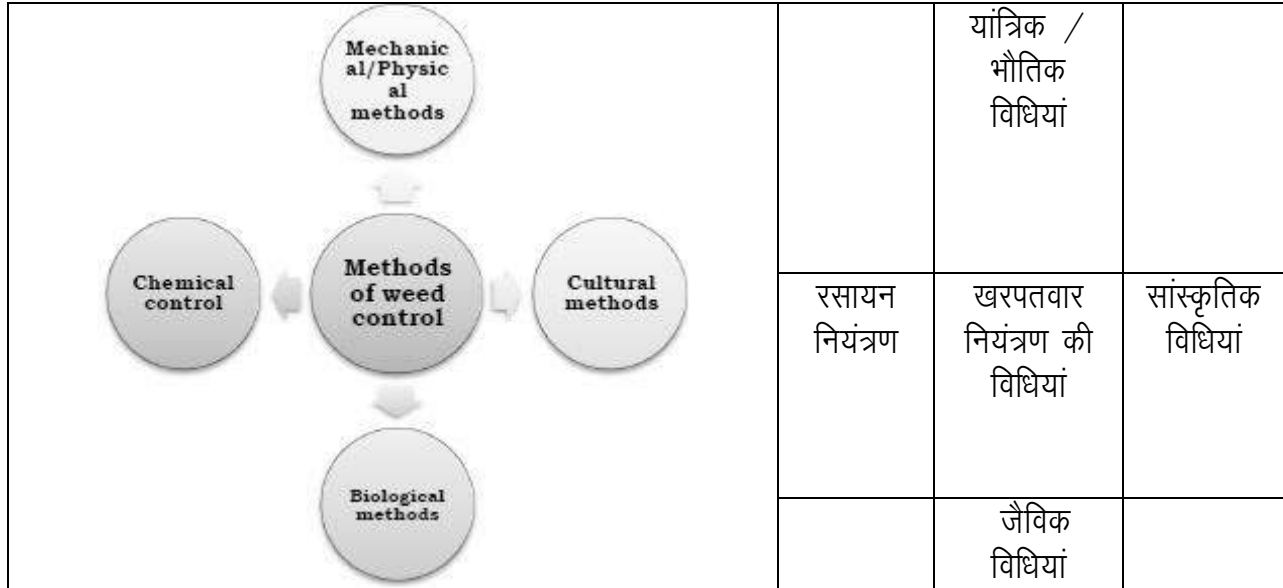 Mechanic
al/Physic
al
methods
Chemical
control
Methods
of weed
control
Cultural
methods
Biological
methods
यांत्रिक /
भौतिक
विधियां
रसायन
नियंत्रण
खरपतवार
नियंत्रण की
विधियां
सांस्कृतिक
विधियां
जैविक
विधियां